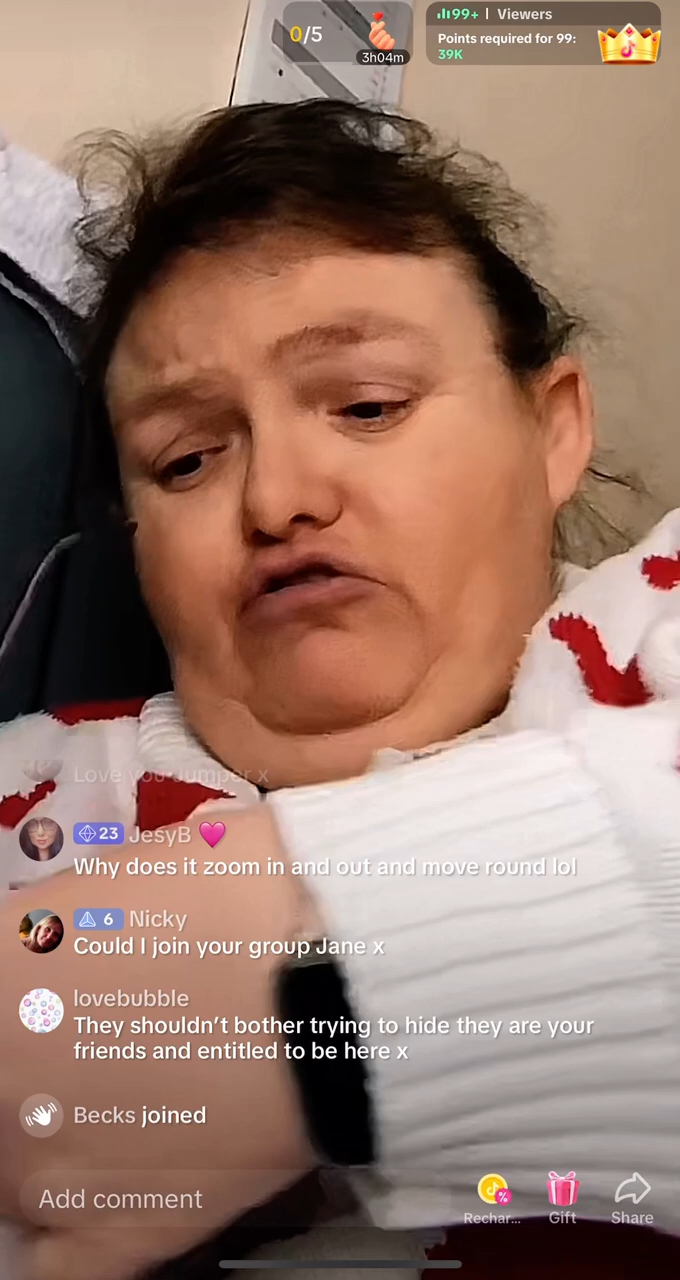 0/5
3h04m
99+ | Viewers
Points required for 99:
39K
Love you Jumper x
23 JesyB 🩷
Why does it zoom in and out and move round lol
6 Nicky
Could I join your group Jane x
lovebubble
They shouldn’t bother trying to hide they are your
friends and entitled to be here x
Becks joined
Add comment
Rechar...
Gift
Share